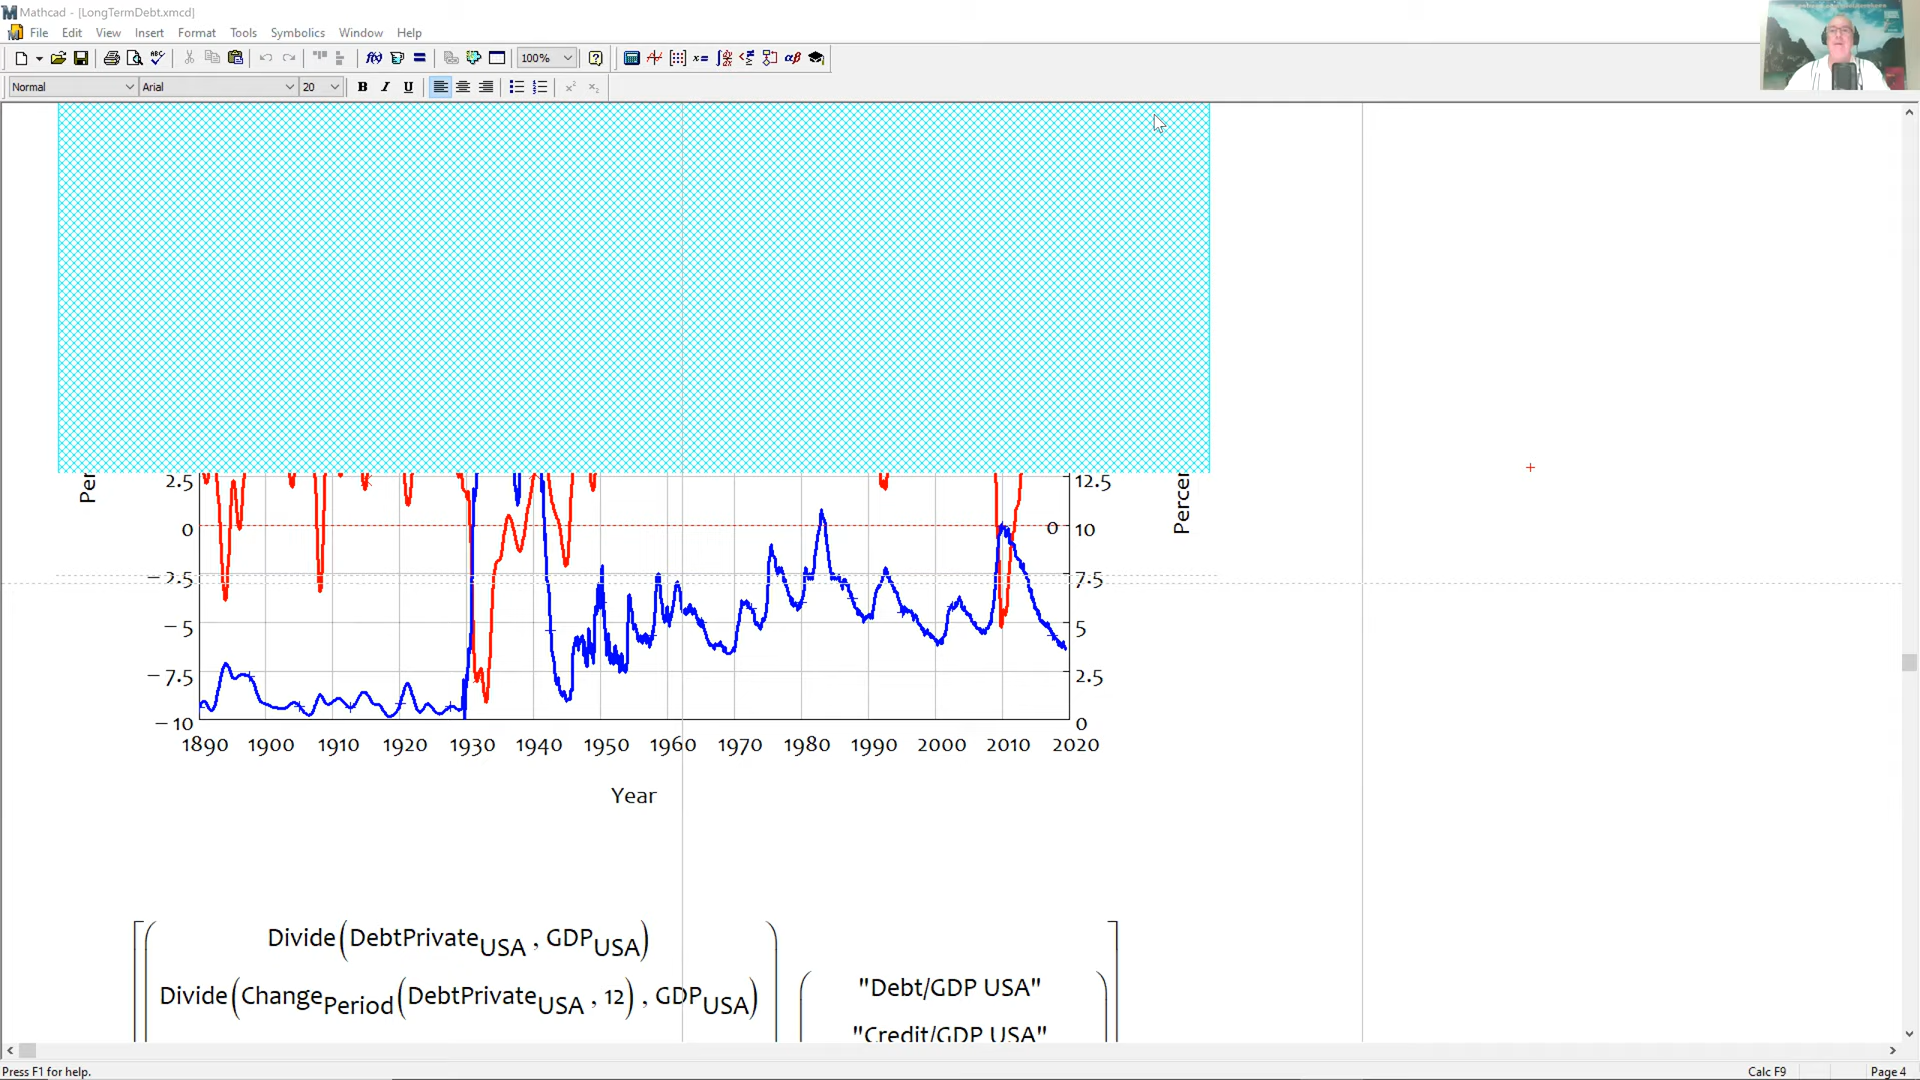 Mathcad - [LongTermDebt.xmcd]
File Edit View Insert Format Tools Symbolics Window Help
100%
Normal Arial 20 B I U
Per
Percen
2.5 12.5
0 0 10
−2.5 7.5
−5 5
−7.5 2.5
−10 0
1890 1900 1910 1920 1930 1940 1950 1960 1970 1980 1990 2000 2010 2020
Year
Divide(DebtPrivateUSA , GDPUSA)
Divide(ChangePeriod(DebtPrivateUSA , 12) , GDPUSA)
"Debt/GDP USA"
"Credit/GDP USA"
Press F1 for help.
Calc F9
Page 4